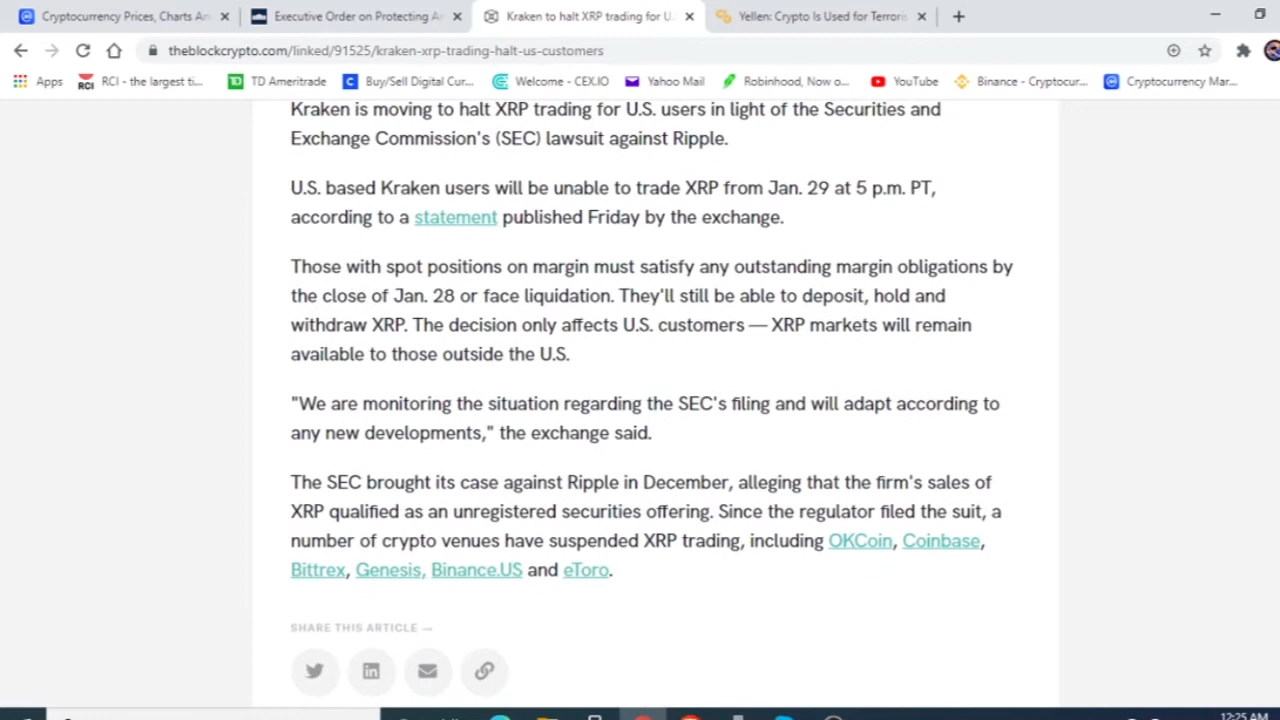 Cryptocurrency Prices, Charts An
Executive Order on Protecting Ar
Kraken to halt XRP trading for U.
Yellen: Crypto Is Used for Terroris
theblockcrypto.com/linked/91525/kraken-xrp-trading-halt-us-customers
Apps
RCI
RCI - the largest ti...
TD Ameritrade
Buy/Sell Digital Cur...
Welcome - CEX.IO
Yahoo Mail
Robinhood, Now o...
YouTube
Binance - Cryptocur...
Cryptocurrency Mar...
Kraken is moving to halt XRP trading for U.S. users in light of the Securities and
Exchange Commission's (SEC) lawsuit against Ripple.
U.S. based Kraken users will be unable to trade XRP from Jan. 29 at 5 p.m. PT,
according to a statement published Friday by the exchange.
Those with spot positions on margin must satisfy any outstanding margin obligations by
the close of Jan. 28 or face liquidation. They'll still be able to deposit, hold and
withdraw XRP. The decision only affects U.S. customers — XRP markets will remain
available to those outside the U.S.
"We are monitoring the situation regarding the SEC's filing and will adapt according to
any new developments," the exchange said.
The SEC brought its case against Ripple in December, alleging that the firm's sales of
XRP qualified as an unregistered securities offering. Since the regulator filed the suit, a
number of crypto venues have suspended XRP trading, including OKCoin, Coinbase,
Bittrex, Genesis, Binance.US and eToro.
SHARE THIS ARTICLE →
12:25 AM